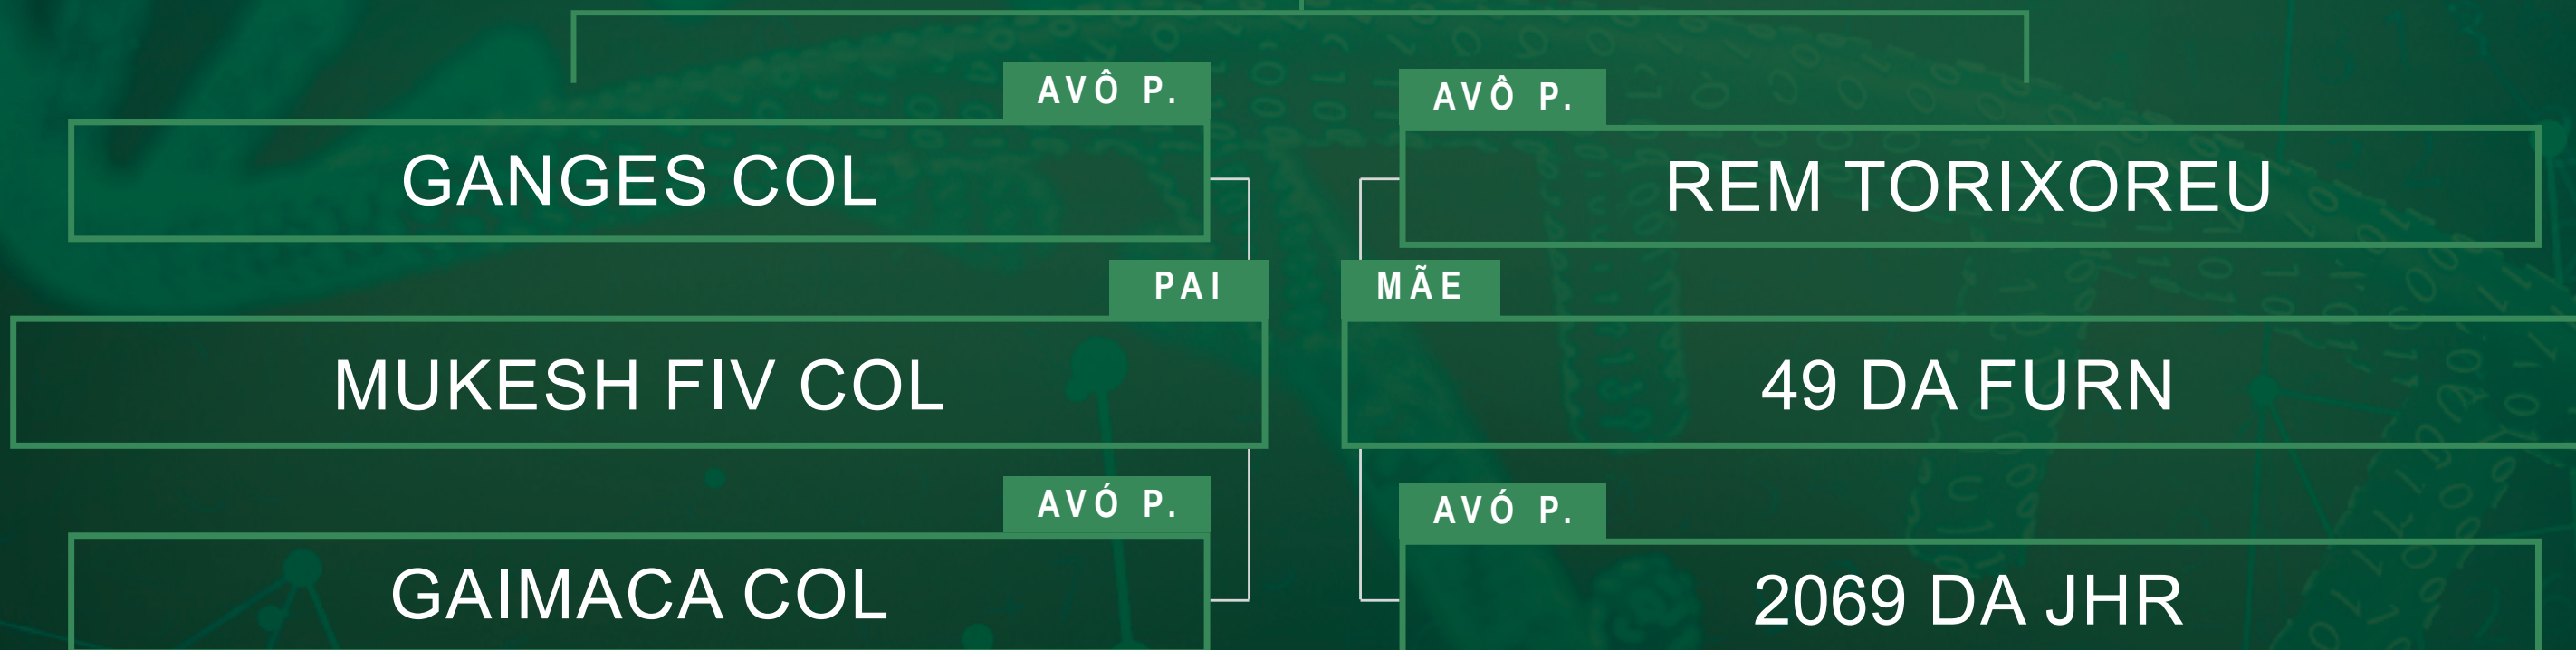 AVÔ P.
GANGES COL
PAI
MUKESH FIV COL
AVÓ P.
GAIMACA COL
AVÔ P.
REM TORIXOREU
MÃE
49 DA FURN
AVÓ P.
2069 DA JHR